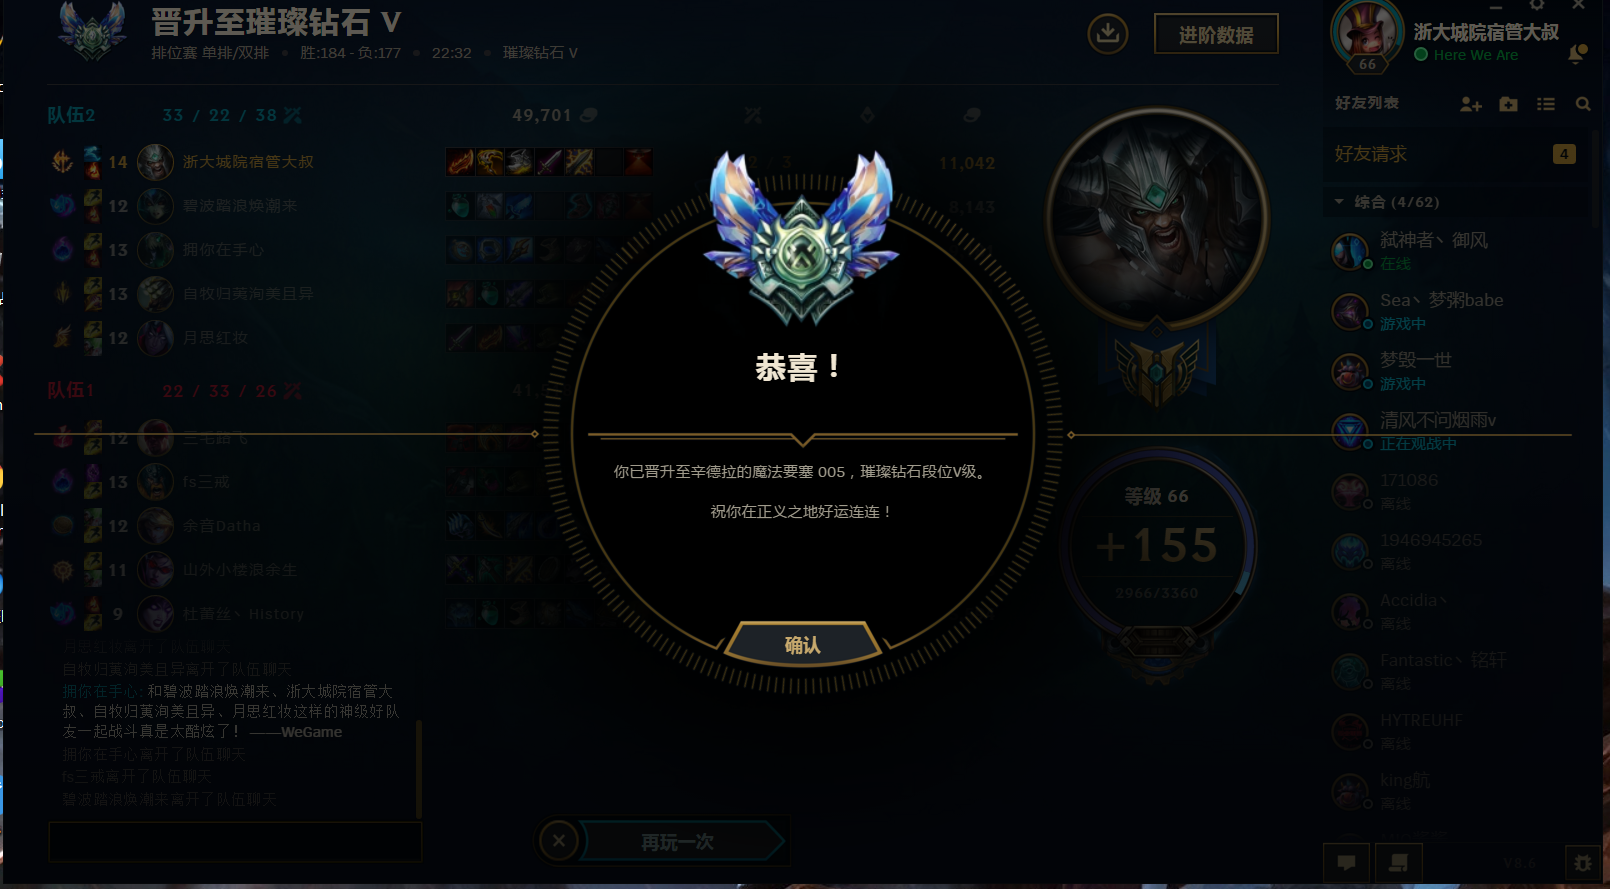 晋升至璀璨钻石 V
排位赛 单排/双排 • 胜:184 - 负:177 • 22:32 • 璀璨钻石 V
进阶数据
浙大城院宿管大叔
66
Here We Are
好友列表
好友请求 4
综合 (4/62)
弑神者丶御风
在线
Sea丶梦粥babe
游戏中
梦毁一世
游戏中
清风不问烟雨v
正在观战中
171086
离线
1946945265
离线
Accidia丶
离线
Fantastic丶铭轩
离线
HYTREUHF
离线
king航
离线
V8.6
队伍2 33 / 22 / 38 49,701
14 浙大城院宿管大叔 11,042
12 碧波踏浪焕潮来 8,143
13 拥你在手心
13 自牧归荑洵美且异
12 月思红妆
队伍1 22 / 33 / 26
12 三毛路飞
13 fs三戒
12 余音Datha
11 山外小楼浪余生
9 社蕾丝丶History
恭喜！
你已晋升至辛德拉的魔法要塞 005，璀璨钻石段位V级。
祝你在正义之地好运连连！
确认
等级 66
+155
2966/3360
月思红妆离开了队伍聊天
自牧归荑洵美且异离开了队伍聊天
拥你在手心: 和碧波踏浪焕潮来、浙大城院宿管大
叔、自牧归荑洵美且异、月思红妆这样的神级好队
友一起战斗真是太酷炫了！ ——WeGame
拥你在手心离开了队伍聊天
fs三戒离开了队伍聊天
碧波踏浪焕潮来离开了队伍聊天
再玩一次